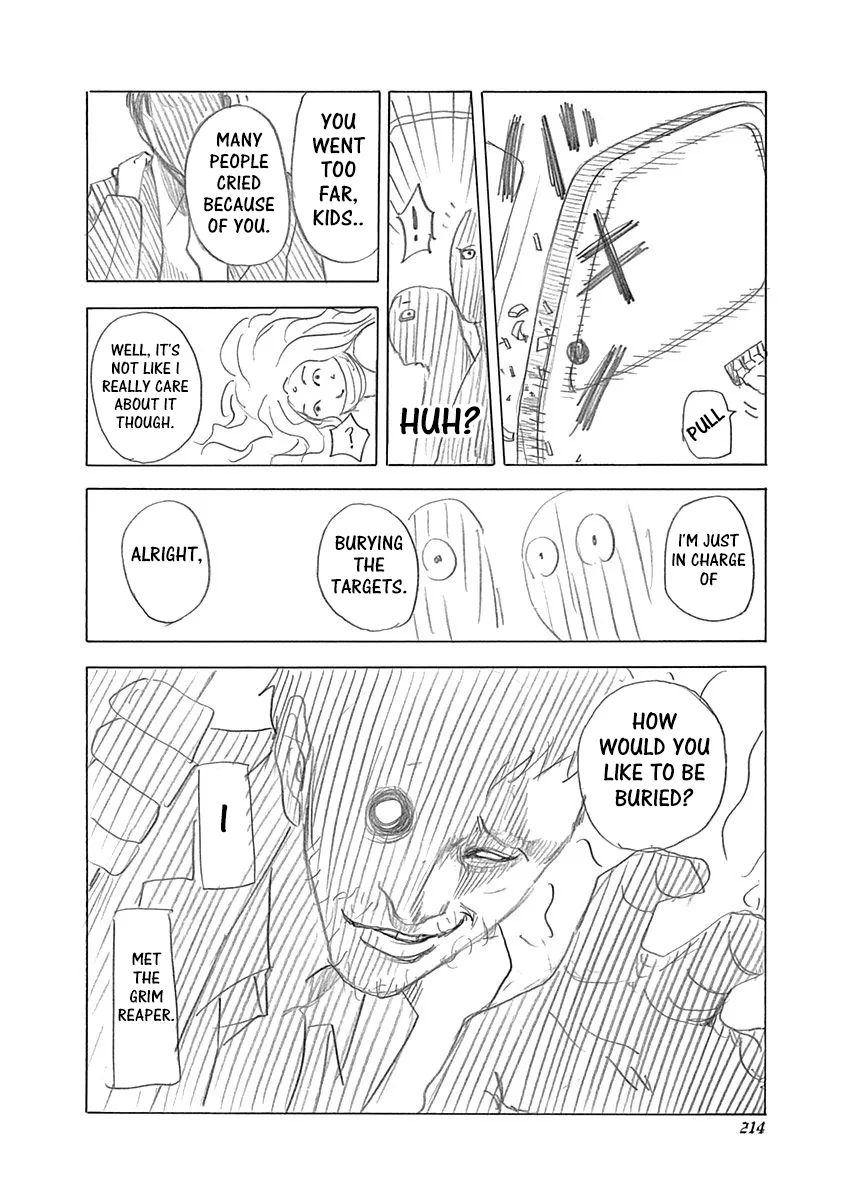 PULL
!
HUH?
YOU
WENT
TOO
FAR,
KIDS..
MANY
PEOPLE
CRIED
BECAUSE
OF YOU.
WELL, IT'S
NOT LIKE I
REALLY CARE
ABOUT IT
THOUGH.
?
I'M JUST
IN CHARGE
OF
BURYING
THE
TARGETS.
ALRIGHT,
HOW
WOULD YOU
LIKE TO BE
BURIED?
I
MET
THE
GRIM
REAPER.
214